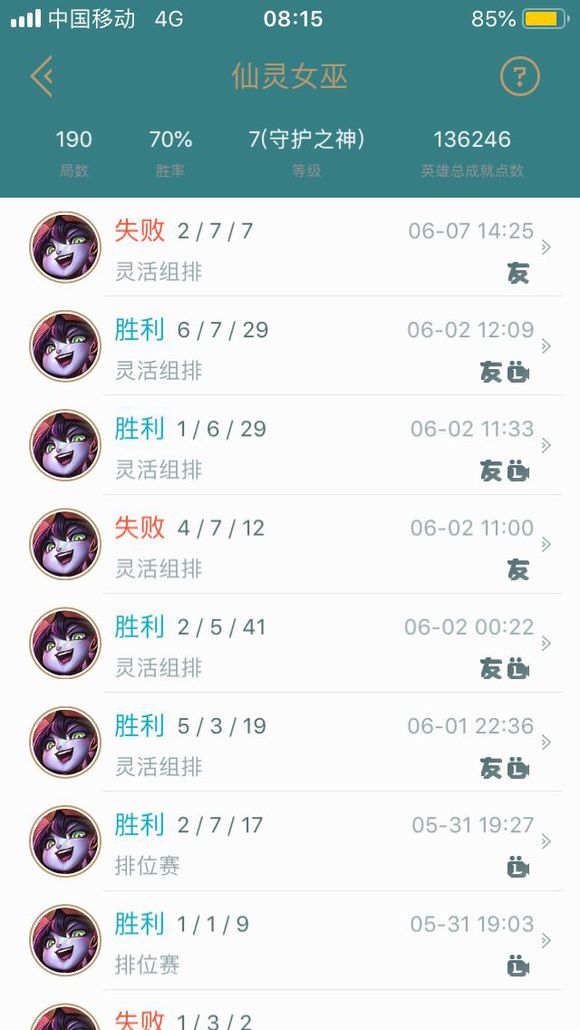 中国移动 4G 08:15 85%
仙灵女巫 ?
190 70% 7(守护之神) 136246
局数 胜率 等级 英雄总成就点数
失败 2 / 7 / 7 06-07 14:25
灵活组排 友
胜利 6 / 7 / 29 06-02 12:09
灵活组排 友 L
胜利 1 / 6 / 29 06-02 11:33
灵活组排 友 L
失败 4 / 7 / 12 06-02 11:00
灵活组排 友
胜利 2 / 5 / 41 06-02 00:22
灵活组排 友 L
胜利 5 / 3 / 19 06-01 22:36
灵活组排 友 L
胜利 2 / 7 / 17 05-31 19:27
排位赛 L
胜利 1 / 1 / 9 05-31 19:03
排位赛 L
失败 1 / 3 / 2